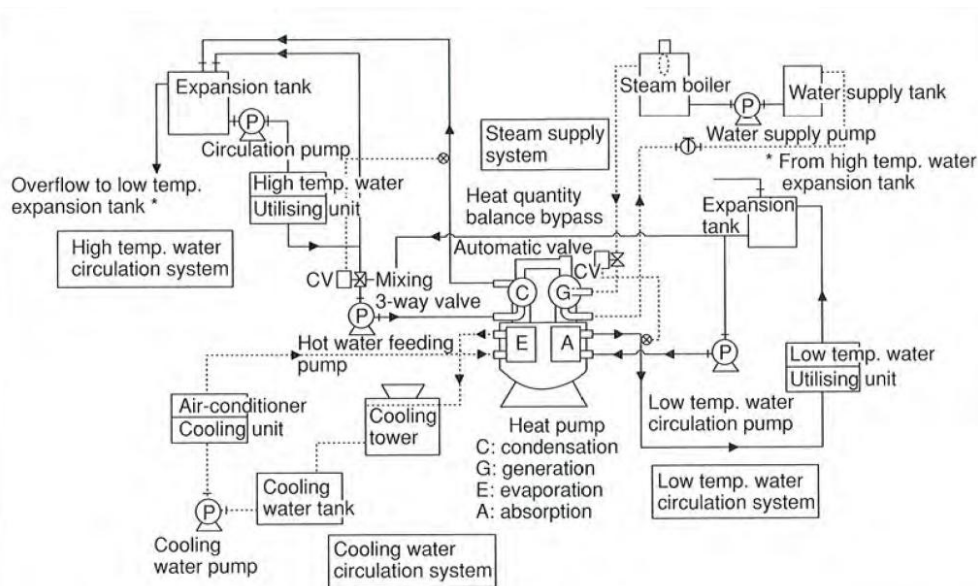 Expansion tank
P
Circulation pump
Overflow to low temp.
expansion tank *
High temp. water
Utilising unit
High temp. water
circulation system
Steam supply
system
Steam boiler
P
Water supply tank
Water supply pump
* From high temp. water
expansion tank
Heat quantity
balance bypass
Expansion
tank
Automatic valve
CV
CV
Mixing
3-way valve
P
C
G
E
A
Hot water feeding
pump
P
Low temp. water
Utilising unit
Air-conditioner
Cooling unit
Cooling
tower
Low temp. water
circulation pump
Heat pump
C: condensation
G: generation
E: evaporation
A: absorption
Low temp. water
circulation system
Cooling
water tank
P
Cooling
water pump
Cooling water
circulation system